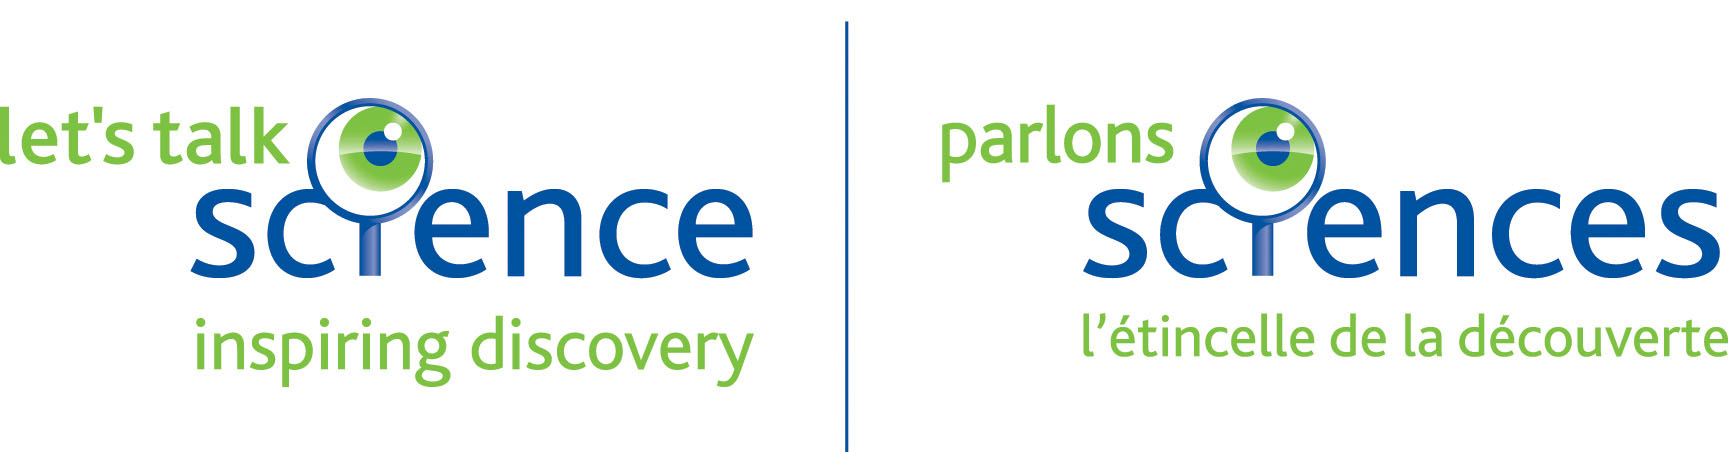 let's talk
science
inspiring discovery
parlons
sciences
l’étincelle de la découverte